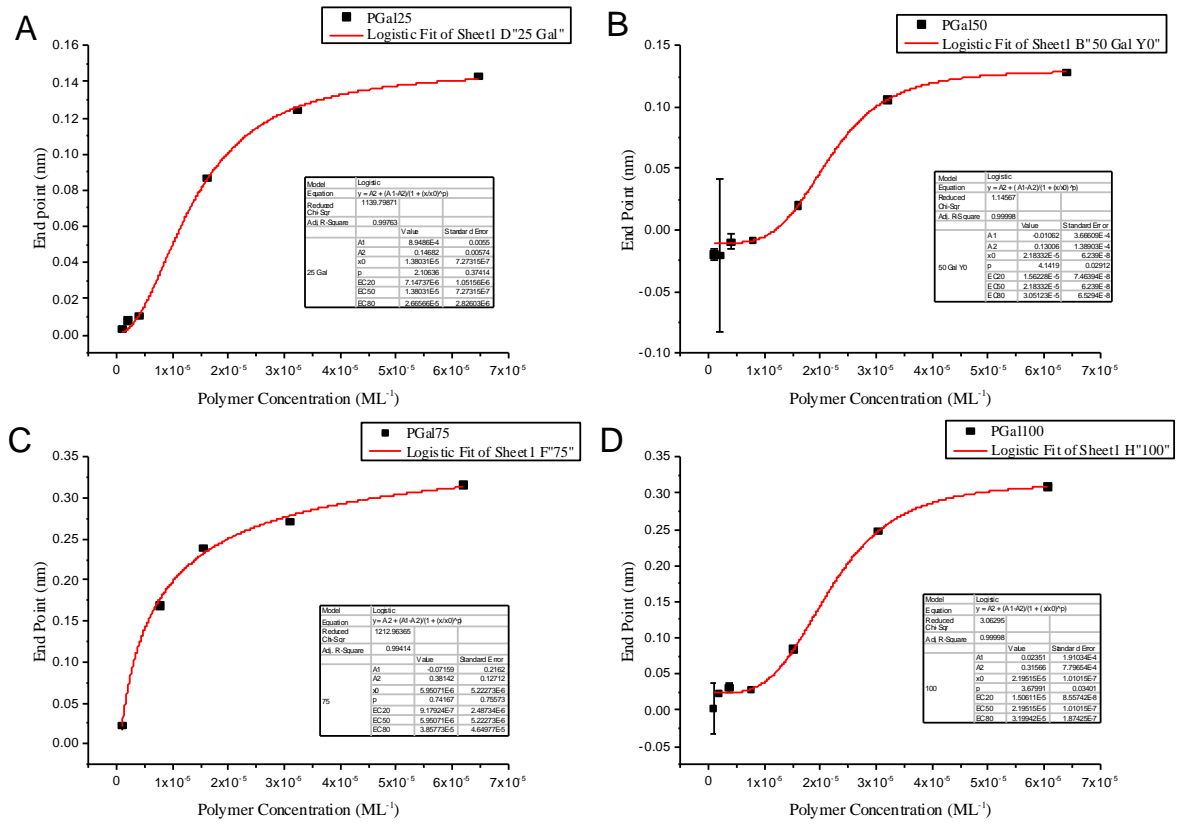 A
PGal25
Logistic Fit of Sheet1 D"25 Gal"
0.16
0.14
0.12
0.10
0.08
0.06
0.04
0.02
0.00
End point (nm)
Model Logistic
Equation y = A2 + (A1-A2)/(1 + (x/x0)^p)
Reduced Chi-Sqr 1139.79871
Adj. R-Square 0.99763
Value Standard Error
25 Gal
A1 8.9486E-4 0.0055
A2 0.14682 0.00574
x0 1.38031E-5 7.27315E-7
p 2.10636 0.37414
EC20 7.14737E-6 1.05156E-6
EC50 1.38031E-5 7.27315E-7
EC80 2.66566E-5 2.82603E-6
0 1x10⁻⁵ 2x10⁻⁵ 3x10⁻⁵ 4x10⁻⁵ 5x10⁻⁵ 6x10⁻⁵ 7x10⁻⁵
Polymer Concentration (ML⁻¹)
B
PGal50
Logistic Fit of Sheet1 B"50 Gal Y0"
0.15
0.10
0.05
0.00
-0.05
-0.10
End Point (nm)
Model Logistic
Equation y = A2 + (A1-A2)/(1 + (x/x0)^p)
Reduced Chi-Sqr 1.14567
Adj. R-Square 0.99998
Value Standard Error
50 Gal Y0
A1 -0.01062 3.66609E-4
A2 0.13006 1.38903E-4
x0 2.18332E-5 6.239E-8
p 4.1419 0.02912
EC20 1.56228E-5 7.46394E-8
EC50 2.18332E-5 6.239E-8
EC80 3.05123E-5 6.5294E-8
0 1x10⁻⁵ 2x10⁻⁵ 3x10⁻⁵ 4x10⁻⁵ 5x10⁻⁵ 6x10⁻⁵ 7x10⁻⁵
Polymer Concentration (ML⁻¹)
C
PGal75
Logistic Fit of Sheet1 F"75"
0.35
0.30
0.25
0.20
0.15
0.10
0.05
0.00
End Point (nm)
Model Logistic
Equation y = A2 + (A1-A2)/(1 + (x/x0)^p)
Reduced Chi-Sqr 1212.96365
Adj. R-Square 0.99414
Value Standard Error
75
A1 -0.07159 0.2162
A2 0.38142 0.12712
x0 5.95071E-6 5.22273E-6
p 0.74167 0.75573
EC20 9.17924E-7 2.48734E-6
EC50 5.95071E-6 5.22273E-6
EC80 3.85773E-5 4.64977E-5
0 1x10⁻⁵ 2x10⁻⁵ 3x10⁻⁵ 4x10⁻⁵ 5x10⁻⁵ 6x10⁻⁵ 7x10⁻⁵
Polymer Concentration (ML⁻¹)
D
PGal100
Logistic Fit of Sheet1 H"100"
0.35
0.30
0.25
0.20
0.15
0.10
0.05
0.00
-0.05
End Point (nm)
Model Logistic
Equation y = A2 + (A1-A2)/(1 + (x/x0)^p)
Reduced Chi-Sqr 3.06295
Adj. R-Square 0.99998
Value Standard Error
100
A1 0.02351 1.91034E-4
A2 0.31566 7.79654E-4
x0 2.19515E-5 1.01015E-7
p 3.67991 0.03401
EC20 1.50611E-5 8.55742E-8
EC50 2.19515E-5 1.01015E-7
EC80 3.19942E-5 1.87425E-7
0 1x10⁻⁵ 2x10⁻⁵ 3x10⁻⁵ 4x10⁻⁵ 5x10⁻⁵ 6x10⁻⁵ 7x10⁻⁵
Polymer Concentration (ML⁻¹)